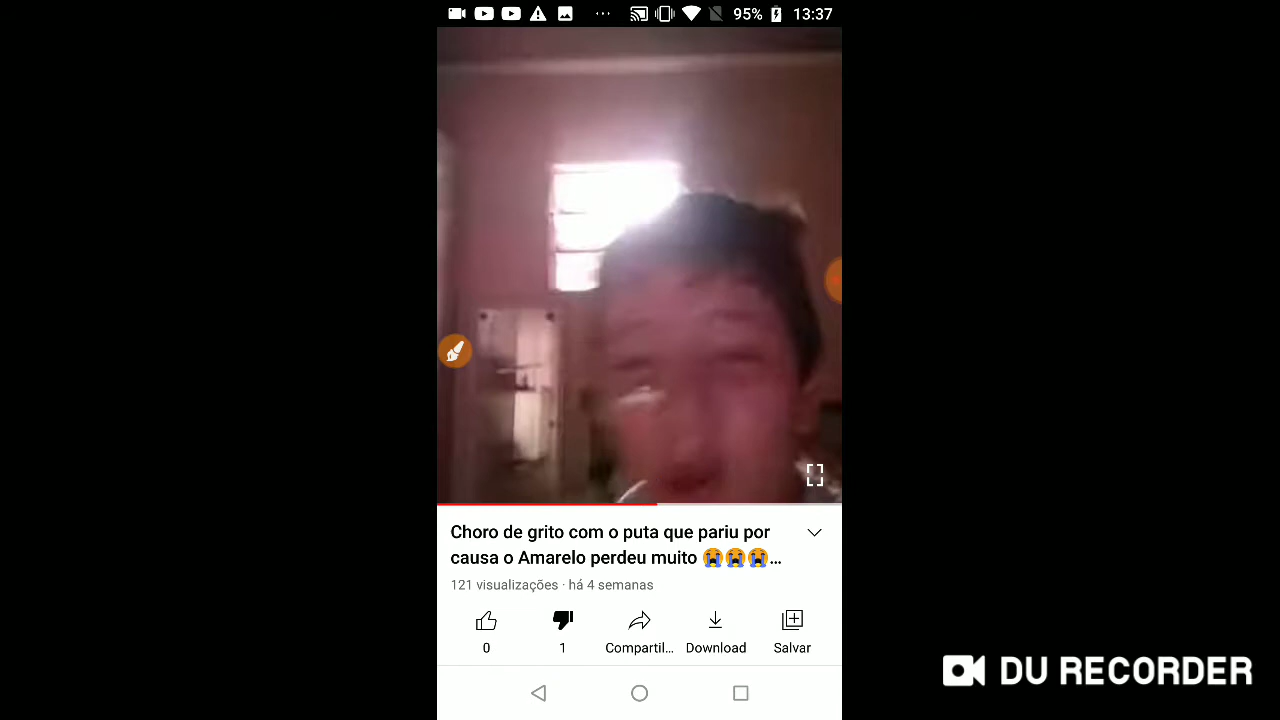 95% 13:37
Choro de grito com o puta que pariu por
causa o Amarelo perdeu muito 😭😭😭...
121 visualizações · há 4 semanas
0 1 Compartil... Download Salvar
DU RECORDER